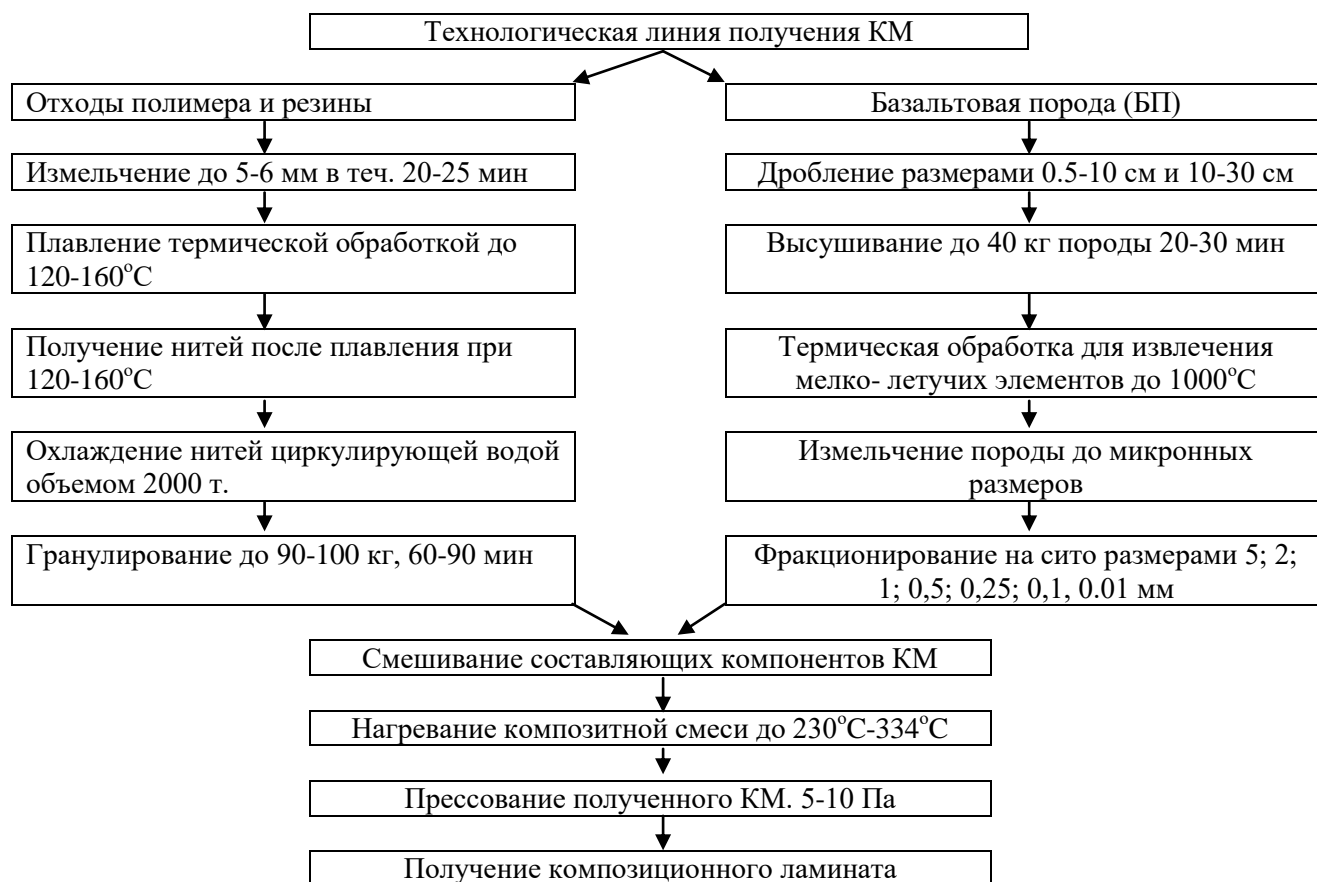 Технологическая линия получения КМ
Отходы полимера и резины
Базальтовая порода (БП)
Измельчение до 5-6 мм в теч. 20-25 мин
Дробление размерами 0.5-10 см и 10-30 см
Плавление термической обработкой до
120-160°С
Высушивание до 40 кг породы 20-30 мин
Получение нитей после плавления при
120-160°С
Термическая обработка для извлечения
мелко- летучих элементов до 1000°С
Охлаждение нитей циркулирующей водой
объемом 2000 т.
Измельчение породы до микронных
размеров
Гранулирование до 90-100 кг, 60-90 мин
Фракционирование на сито размерами 5; 2;
1; 0,5; 0,25; 0,1, 0.01 мм
Смешивание составляющих компонентов КМ
Нагревание композитной смеси до 230°С-334°С
Прессование полученного КМ. 5-10 Па
Получение композиционного ламината